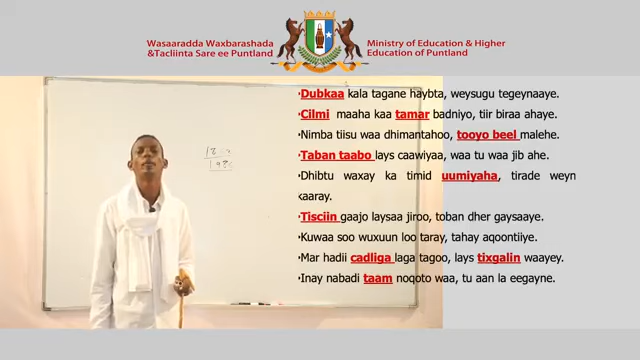 Wasaaradda Waxbarashada
&Tacliinta Sare ee Puntland
Ministry of Education & Higher
Education of Puntland
•Dubkaa kala tagane haybta, weysugu tegeynaaye.
•Cilmi maaha kaa tamar badniyo, tiir biraa ahaye.
•Nimba tiisu waa dhimantahoo, tooyo beel malehe.
•Taban taabo lays caawiyaa, waa tu waa jib ahe.
•Dhibtu waxay ka timid uumiyaha, tirade weyn
kaaray.
•Tisciin gaajo laysaa jiroo, toban dher gaysaaye.
•Kuwaa soo wuxuun loo taray, tahay aqoontiiye.
•Mar hadii cadliga laga tagoo, lays tixgalin waayey.
•Inay nabadi taam noqoto waa, tu aan la eegayne.